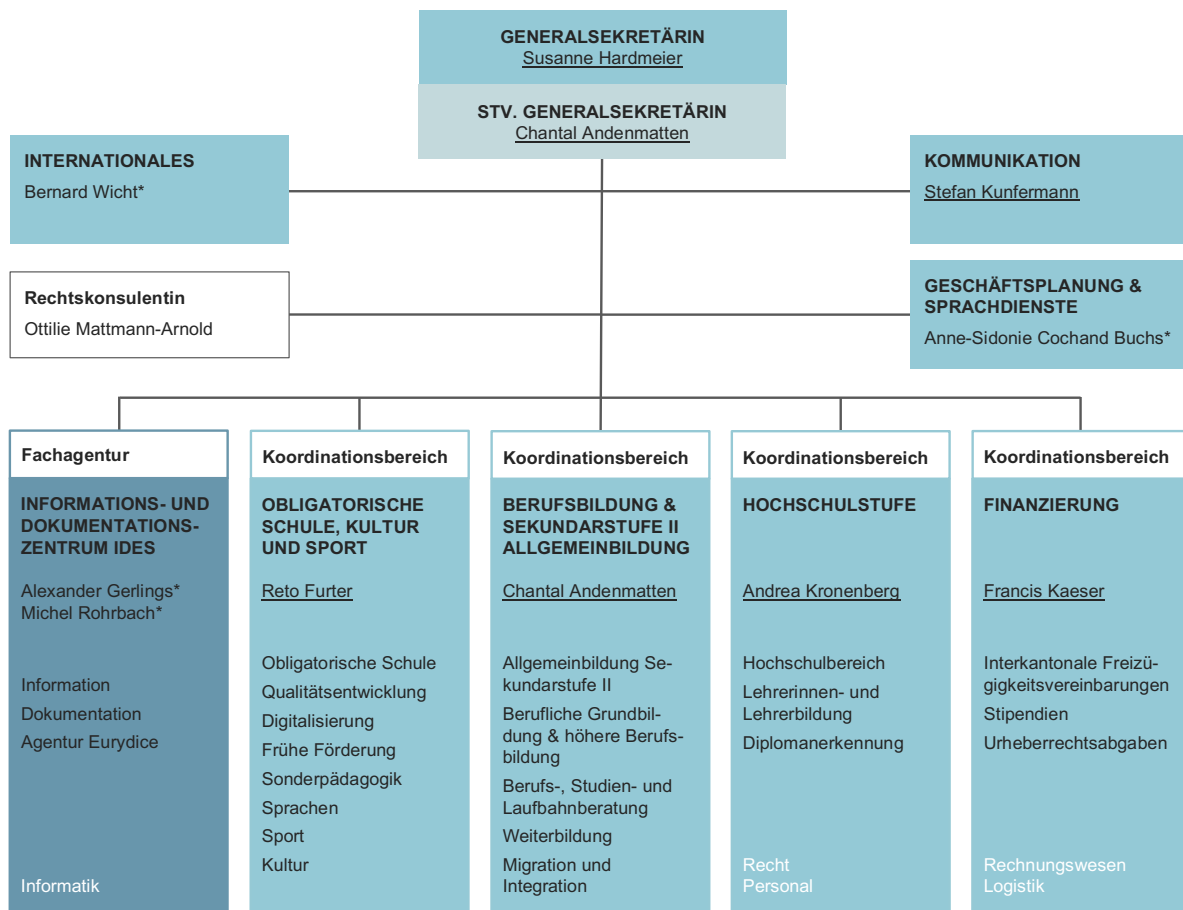 GENERALSEKRETÄRIN
Susanne Hardmeier
STV. GENERALSEKRETÄRIN
Chantal Andenmatten
INTERNATIONALES
Bernard Wicht*
KOMMUNIKATION
Stefan Kunfermann
Rechtskonsulentin
Ottilie Mattmann-Arnold
GESCHÄFTSPLANUNG &
SPRACHDIENSTE
Anne-Sidonie Cochand Buchs*
Fachagentur
INFORMATIONS- UND
DOKUMENTATIONS-
ZENTRUM IDES
Alexander Gerlings*
Michel Rohrbach*
Information
Dokumentation
Agentur Eurydice
Informatik
Koordinationsbereich
OBLIGATORISCHE
SCHULE, KULTUR
UND SPORT
Reto Furter
Obligatorische Schule
Qualitätsentwicklung
Digitalisierung
Frühe Förderung
Sonderpädagogik
Sprachen
Sport
Kultur
Koordinationsbereich
BERUFSBILDUNG &
SEKUNDARSTUFE II
ALLGEMEINBILDUNG
Chantal Andenmatten
Allgemeinbildung Se-
kundarstufe II
Berufliche Grundbil-
dung & höhere Berufs-
bildung
Berufs-, Studien- und
Laufbahnberatung
Weiterbildung
Migration und
Integration
Koordinationsbereich
HOCHSCHULSTUFE
Andrea Kronenberg
Hochschulbereich
Lehrerinnen- und
Lehrerbildung
Diplomanerkennung
Recht
Personal
Koordinationsbereich
FINANZIERUNG
Francis Kaeser
Interkantonale Freizü-
gigkeitsvereinbarungen
Stipendien
Urheberrechtsabgaben
Rechnungswesen
Logistik